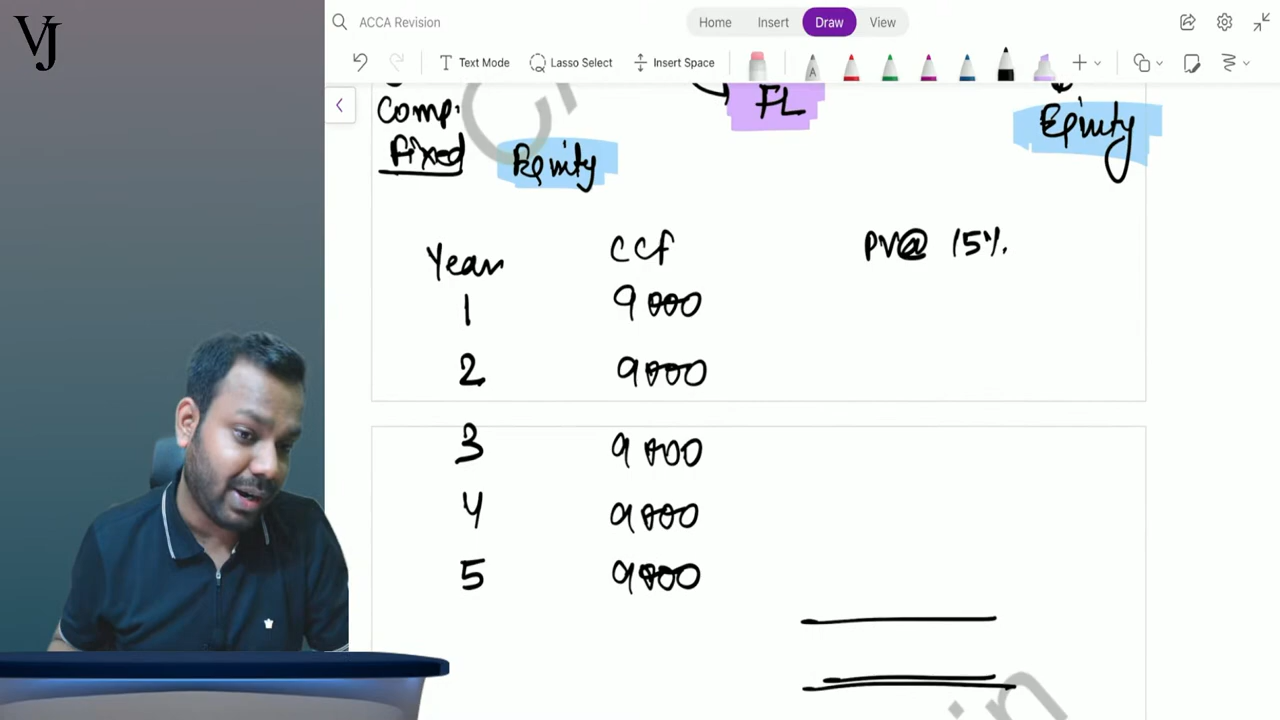 VJ
ACCA Revision
Home Insert Draw View
Text Mode Lasso Select Insert Space
Comp.
Fixed
Equity
FL
Equity
Year CCF PV@ 15%.
1 9000
2 9000
3 9000
4 9000
5 9000